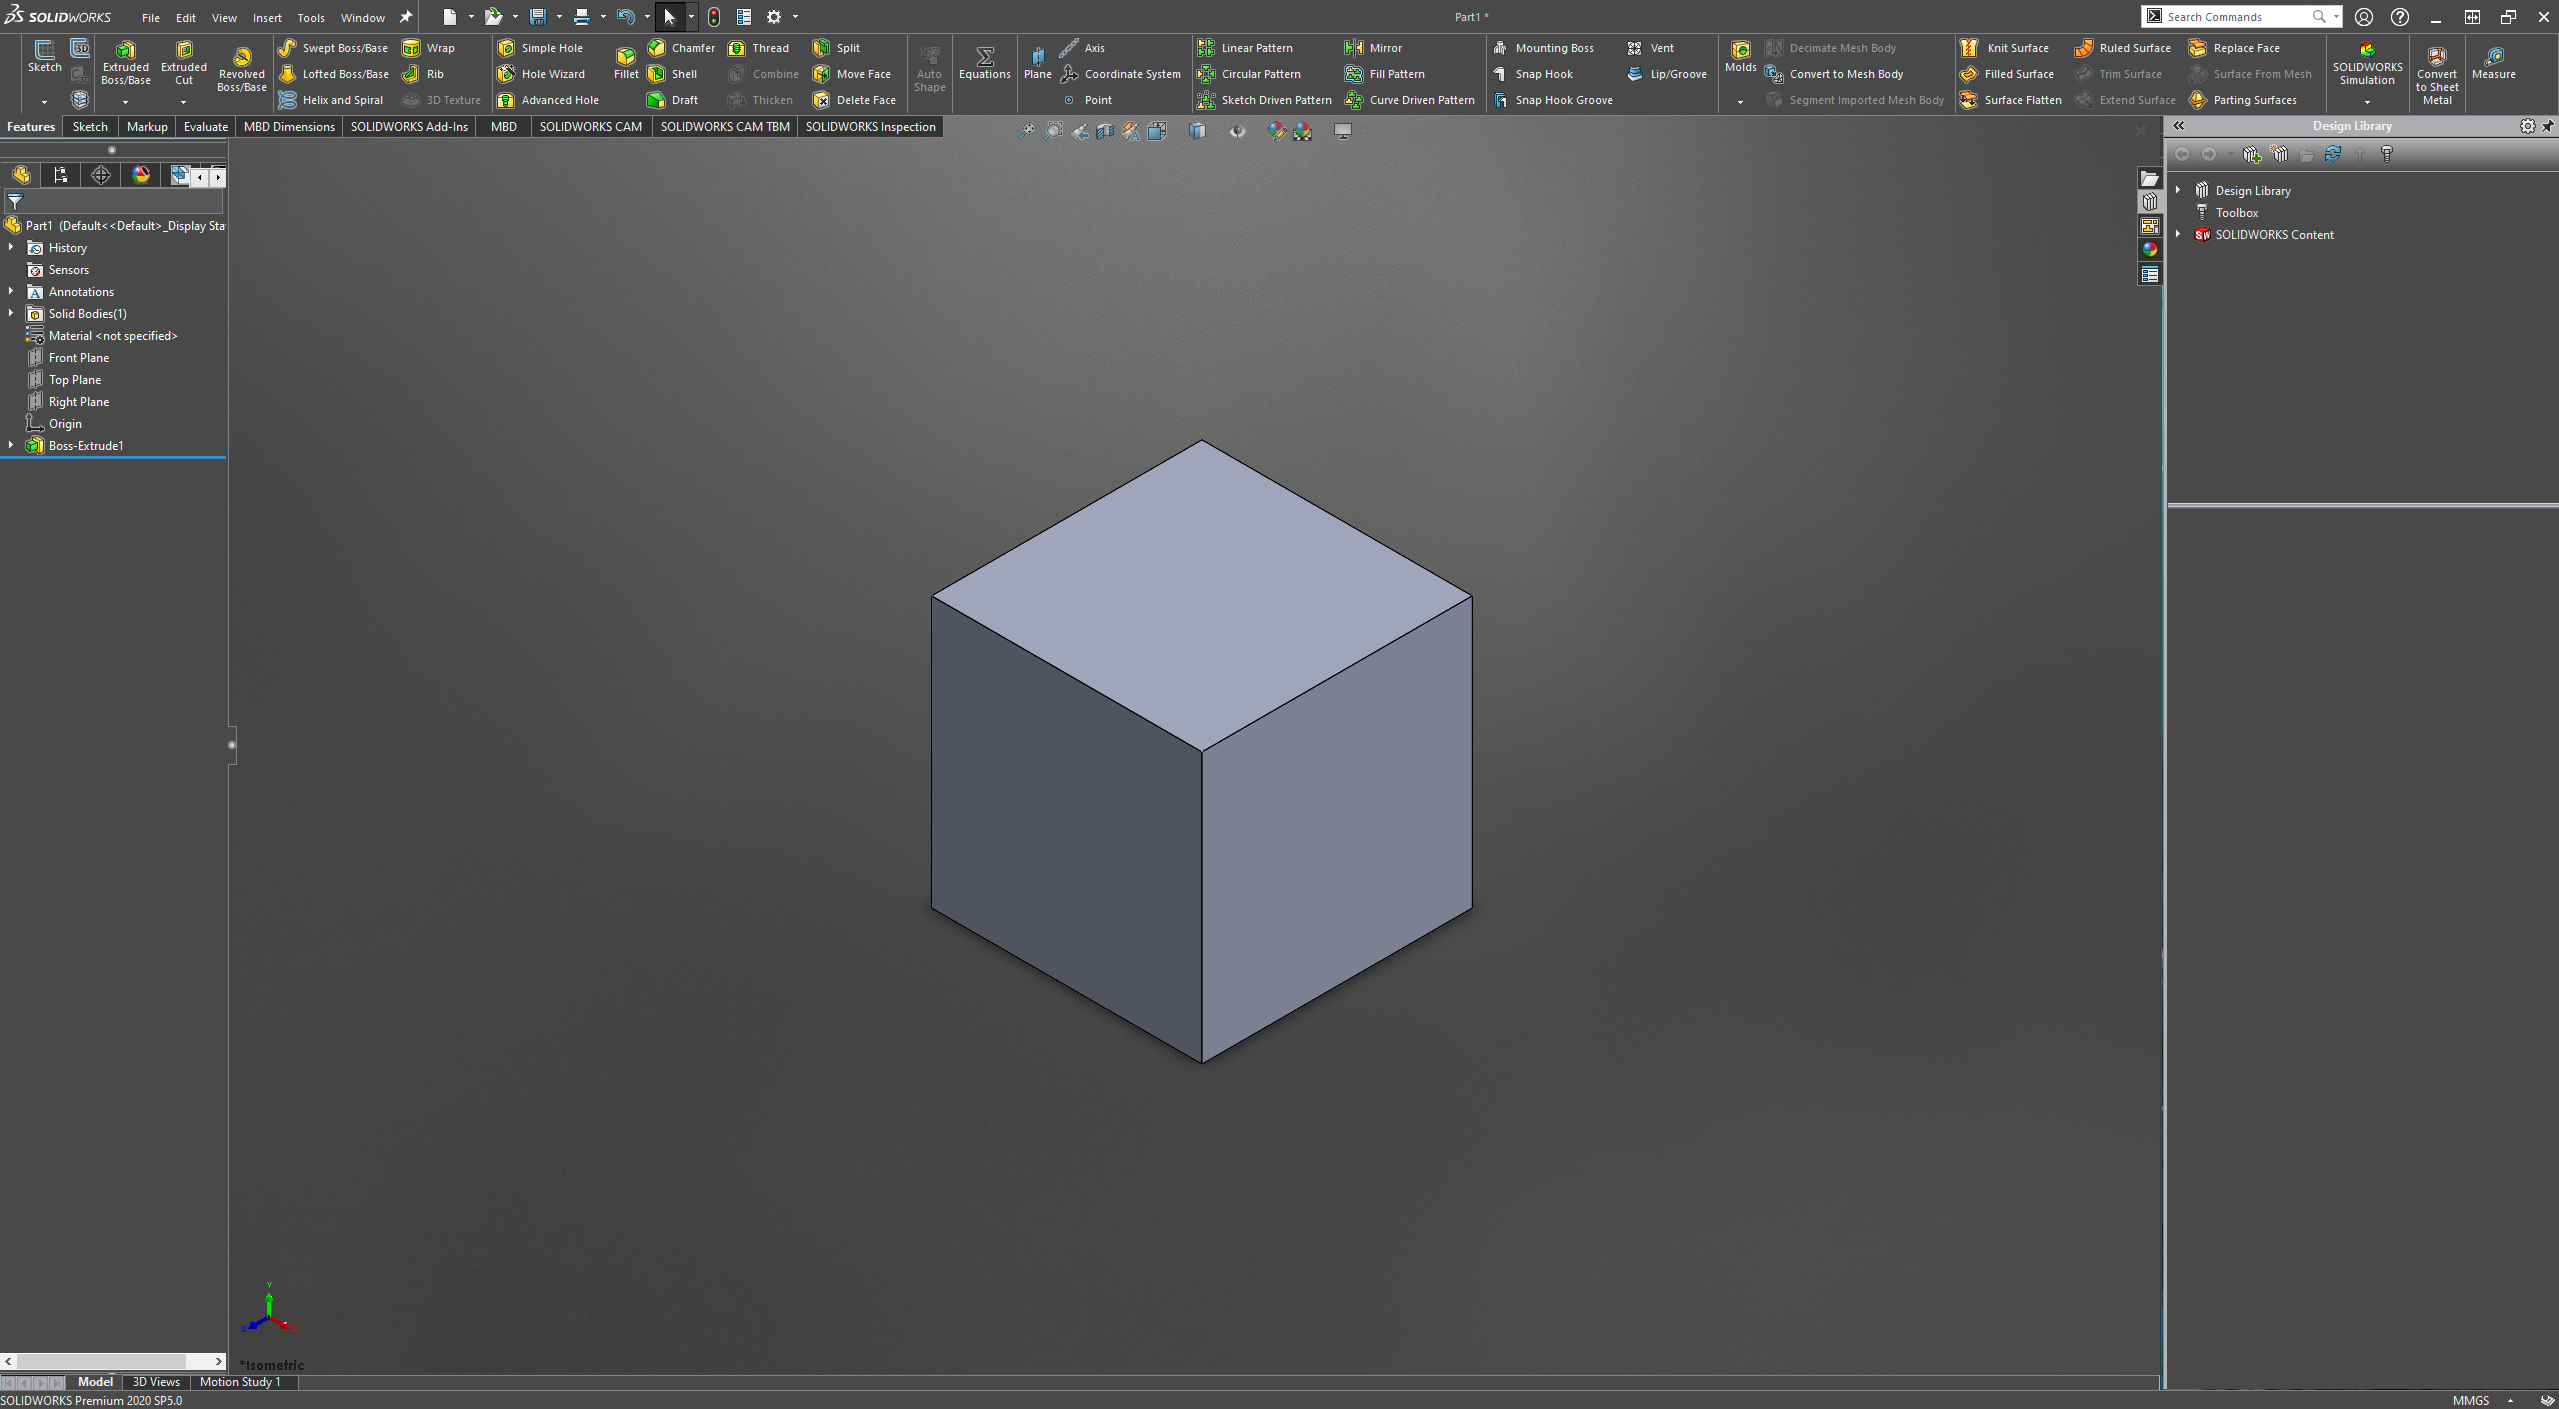 SOLIDWORKS File Edit View Insert Tools Window Part1 * Search Commands
Sketch 3D
Extruded Boss/Base
Extruded Cut
Revolved Boss/Base
Swept Boss/Base
Lofted Boss/Base
Helix and Spiral
Wrap
Rib
3D Texture
Simple Hole
Hole Wizard
Advanced Hole
Fillet
Chamfer
Shell
Draft
Thread
Combine
Thicken
Split
Move Face
Delete Face
Auto Shape
Equations
Plane
Axis
Coordinate System
Point
Linear Pattern
Circular Pattern
Sketch Driven Pattern
Mirror
Fill Pattern
Curve Driven Pattern
Mounting Boss
Snap Hook
Snap Hook Groove
Vent
Lip/Groove
Molds
Decimate Mesh Body
Convert to Mesh Body
Segment Imported Mesh Body
Knit Surface
Filled Surface
Surface Flatten
Ruled Surface
Trim Surface
Extend Surface
Replace Face
Surface From Mesh
Parting Surfaces
SOLIDWORKS Simulation
Convert to Sheet Metal
Measure
Features Sketch Markup Evaluate MBD Dimensions SOLIDWORKS Add-Ins MBD SOLIDWORKS CAM SOLIDWORKS CAM TBM SOLIDWORKS Inspection
Part1 (Default<<Default>_Display Sta
History
Sensors
Annotations
Solid Bodies(1)
Material <not specified>
Front Plane
Top Plane
Right Plane
Origin
Boss-Extrude1
Design Library
Design Library
Toolbox
SW SOLIDWORKS Content
Y
Z X
*Isometric
Model 3D Views Motion Study 1
SOLIDWORKS Premium 2020 SP5.0 MMGS